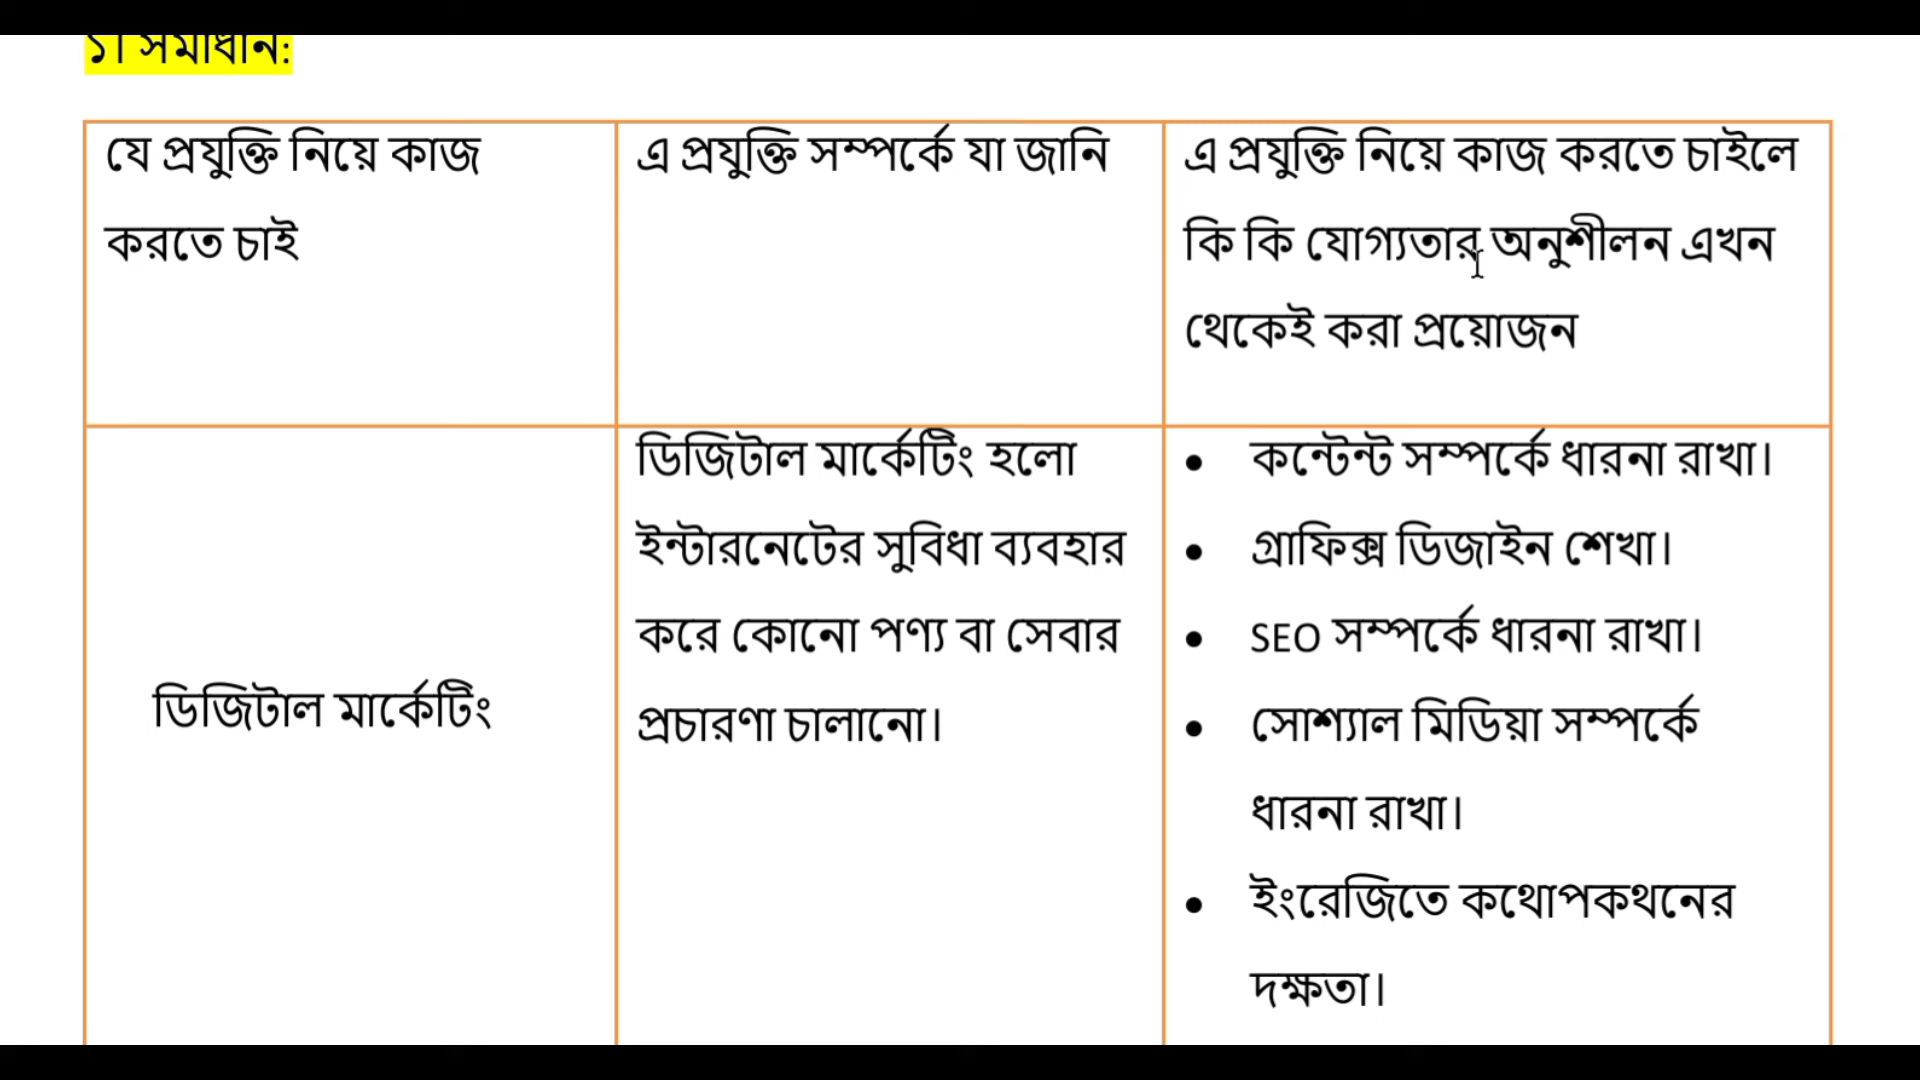 ১। সমাধান:
যে প্রযুক্তি নিয়ে কাজ
করতে চাই
এ প্রযুক্তি সম্পর্কে যা জানি
এ প্রযুক্তি নিয়ে কাজ করতে চাইলে
কি কি যোগ্যতার অনুশীলন এখন
থেকেই করা প্রয়োজন
ডিজিটাল মার্কেটিং
ডিজিটাল মার্কেটিং হলো
ইন্টারনেটের সুবিধা ব্যবহার
করে কোনো পণ্য বা সেবার
প্রচারণা চালানো।
• কন্টেন্ট সম্পর্কে ধারনা রাখা।
• গ্রাফিক্স ডিজাইন শেখা।
• SEO সম্পর্কে ধারনা রাখা।
• সোশ্যাল মিডিয়া সম্পর্কে
ধারনা রাখা।
• ইংরেজিতে কথোপকথনের
দক্ষতা।